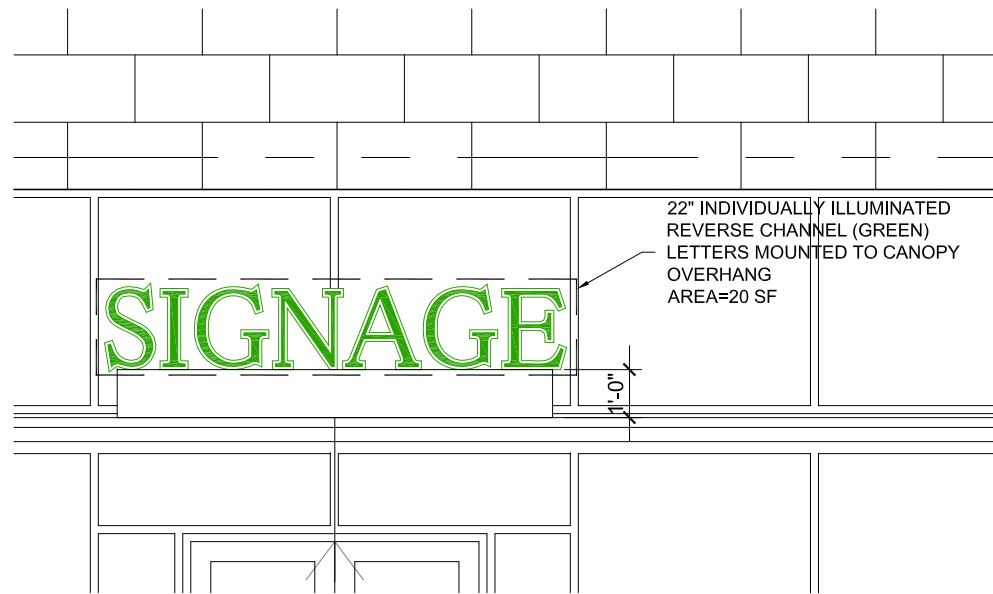 22" INDIVIDUALLY ILLUMINATED
REVERSE CHANNEL (GREEN)
LETTERS MOUNTED TO CANOPY
OVERHANG
AREA=20 SF
SIGNAGE
1'-0"